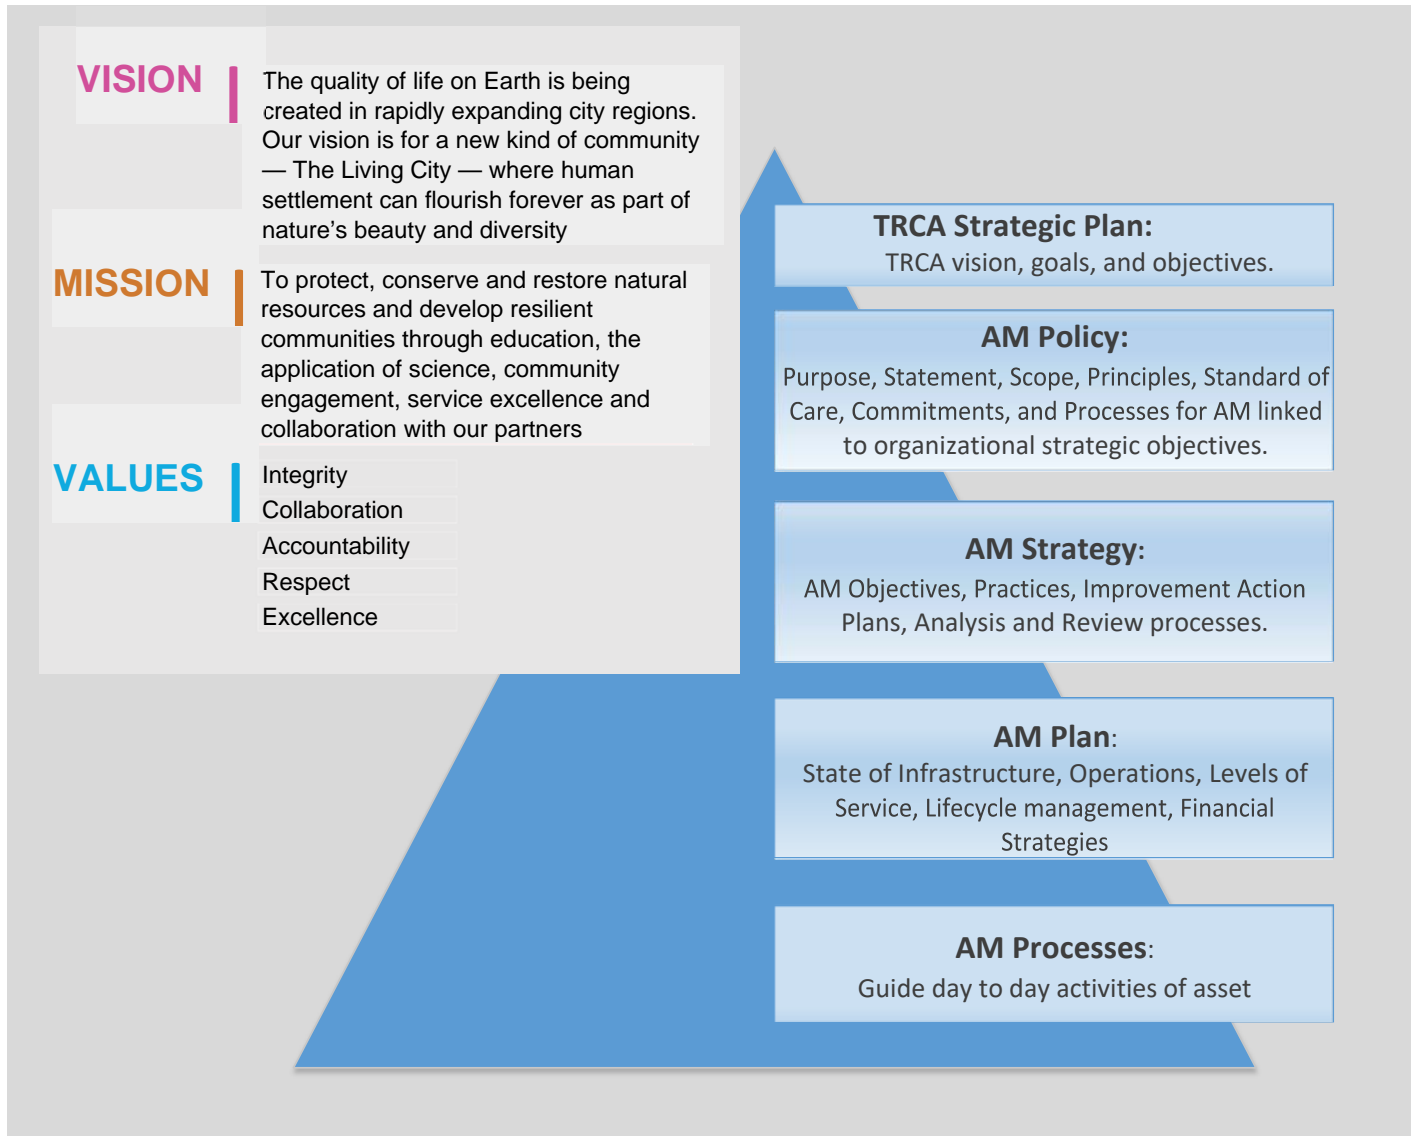 VISION
The quality of life on Earth is being
created in rapidly expanding city regions.
Our vision is for a new kind of community
— The Living City — where human
settlement can flourish forever as part of
nature’s beauty and diversity
MISSION
To protect, conserve and restore natural
resources and develop resilient
communities through education, the
application of science, community
engagement, service excellence and
collaboration with our partners
VALUES
Integrity
Collaboration
Accountability
Respect
Excellence
TRCA Strategic Plan:
TRCA vision, goals, and objectives.
AM Policy:
Purpose, Statement, Scope, Principles, Standard of
Care, Commitments, and Processes for AM linked
to organizational strategic objectives.
AM Strategy:
AM Objectives, Practices, Improvement Action
Plans, Analysis and Review processes.
AM Plan:
State of Infrastructure, Operations, Levels of
Service, Lifecycle management, Financial
Strategies
AM Processes:
Guide day to day activities of asset